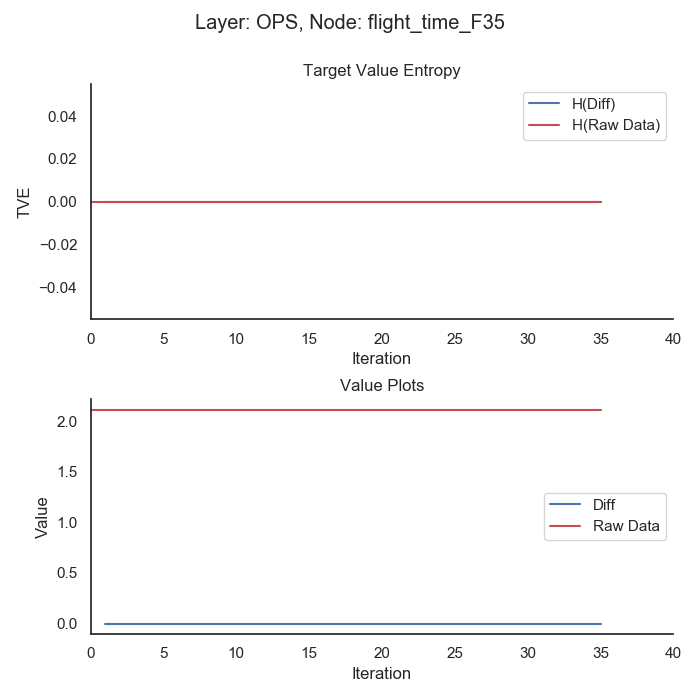 Layer: OPS, Node: flight_time_F35
Target Value Entropy
H(Diff)
H(Raw Data)
0.04
0.02
0.00
−0.02
−0.04
TVE
0 5 10 15 20 25 30 35 40
Iteration
Value Plots
2.0
1.5
1.0
0.5
0.0
Value
Diff
Raw Data
0 5 10 15 20 25 30 35 40
Iteration